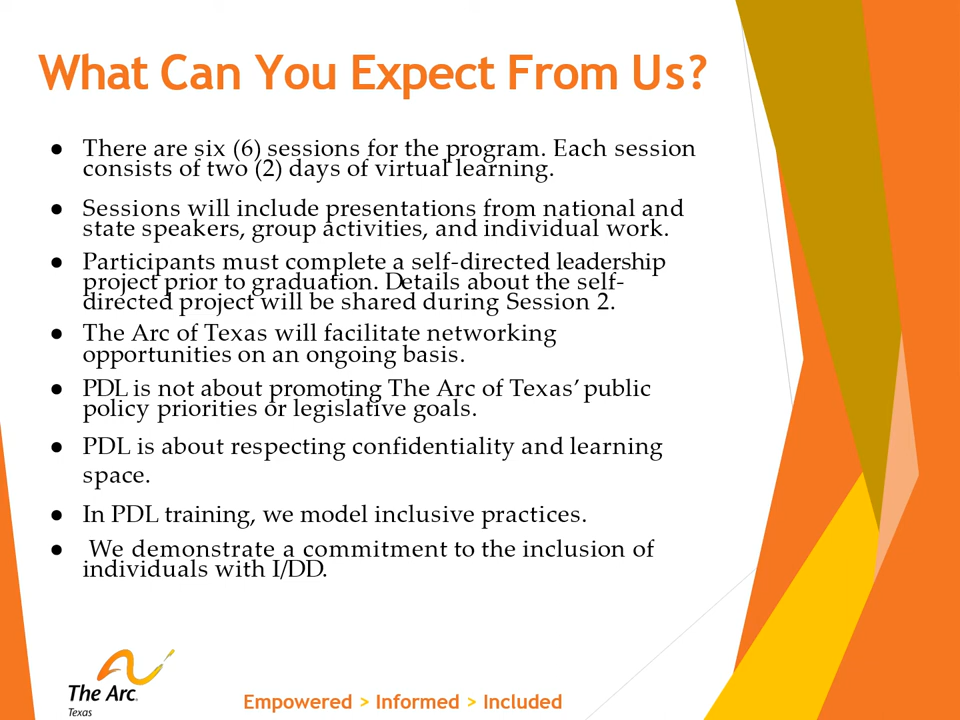 What Can You Expect From Us?
● There are six (6) sessions for the program. Each session
consists of two (2) days of virtual learning.
● Sessions will include presentations from national and
state speakers, group activities, and individual work.
● Participants must complete a self-directed leadership
project prior to graduation. Details about the self-
directed project will be shared during Session 2.
● The Arc of Texas will facilitate networking
opportunities on an ongoing basis.
● PDL is not about promoting The Arc of Texas’ public
policy priorities or legislative goals.
● PDL is about respecting confidentiality and learning
space.
● In PDL training, we model inclusive practices.
● We demonstrate a commitment to the inclusion of
individuals with I/DD.
The Arc.
Texas
Empowered > Informed > Included